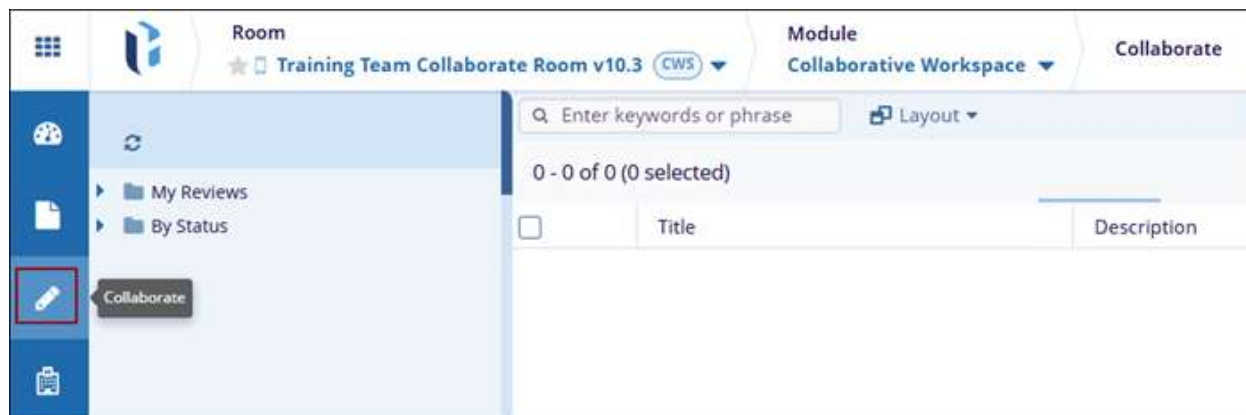 Room
Training Team Collaborate Room v10.3 CWS
Module
Collaborative Workspace
Collaborate
Enter keywords or phrase
Layout
My Reviews
By Status
0 - 0 of 0 (0 selected)
Title
Description
Collaborate